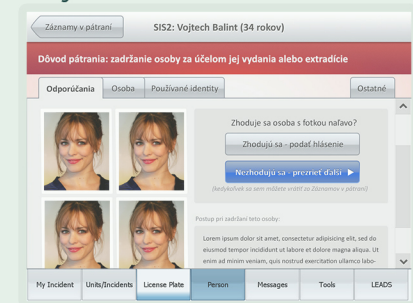 Záznamy v pátraní
SIS2: Vojtech Balint (34 rokov)
Dôvod pátrania: zadržanie osoby za účelom jej vydania alebo extradície
Odporúčania
Osoba
Používané identity
Ostatné
Zhoduje sa osoba s fotkou naľavo?
Zhodujú sa - podať hlásenie
Nezhodujú sa - prezrieť ďalší
(kedykoľvek sa sem môžete vrátiť zo Záznamov v pátraní)
Postup pri zadržaní teto osoby:
Lorem ipsum dolor sit amet, consectetur adipisicing elit, sed do
eiusmod tempor incididunt ut labore et dolore magna aliqua. Ut
enim ad minim veniam, quis nostrud exercitation ullamco labo-
My Incident
Units/Incidents
License Plate
Person
Messages
Tools
LEADS